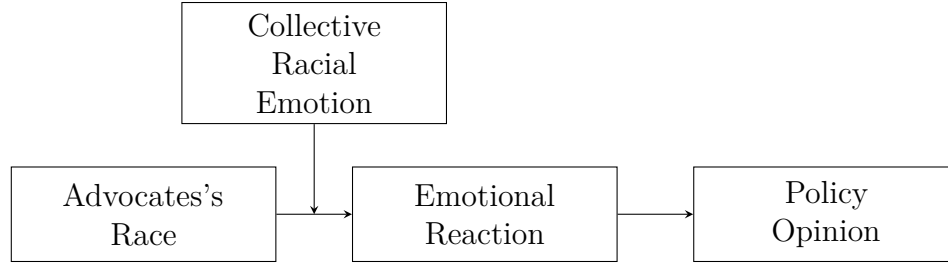 Collective
Racial
Emotion
Advocates's
Race
Emotional
Reaction
Policy
Opinion